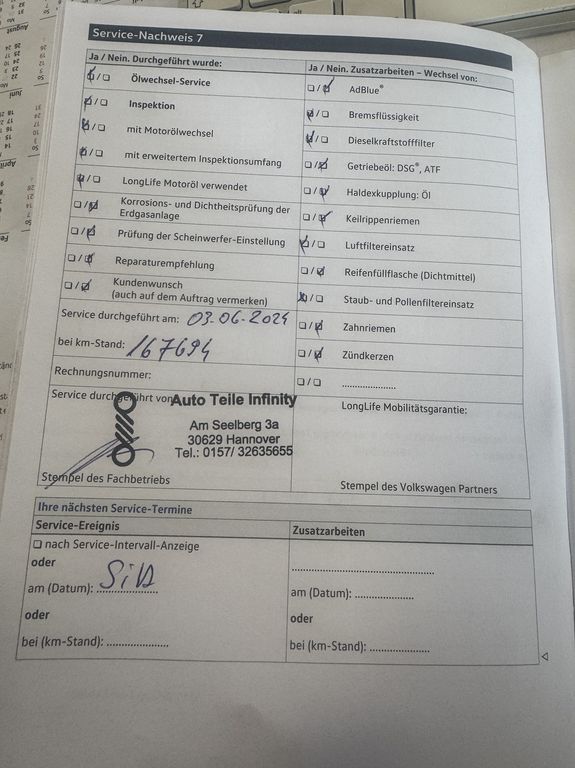 Service-Nachweis 7
Ja / Nein. Durchgeführt wurde:
Ölwechsel-Service
Inspektion
mit Motorölwechsel
mit erweitertem Inspektionsumfang
LongLife Motoröl verwendet
Korrosions- und Dichtheitsprüfung der
Erdgasanlage
Prüfung der Scheinwerfer-Einstellung
Reparaturempfehlung
Kundenwunsch
(auch auf dem Auftrag vermerken)
Service durchgeführt am: 03.06.2024
bei km-Stand: 167694
Rechnungsnummer:
Service durchgeführt von
Auto Teile Infinity
Am Seelberg 3a
30629 Hannover
Tel.: 0157/ 32635655
Stempel des Fachbetriebs
Ja / Nein. Zusatzarbeiten – Wechsel von:
AdBlue®
Bremsflüssigkeit
Dieselkraftstofffilter
Getriebeöl: DSG®, ATF
Haldexkupplung: Öl
Keilrippenriemen
Luftfiltereinsatz
Reifenfüllflasche (Dichtmittel)
Staub- und Pollenfiltereinsatz
Zahnriemen
Zündkerzen
.....................
LongLife Mobilitätsgarantie:
Stempel des Volkswagen Partners
Ihre nächsten Service-Termine
Service-Ereignis
nach Service-Intervall-Anzeige
oder
am (Datum): ..................
oder
bei (km-Stand): ..................
Zusatzarbeiten
..........................................
am (Datum): .................
oder
bei (km-Stand): .................